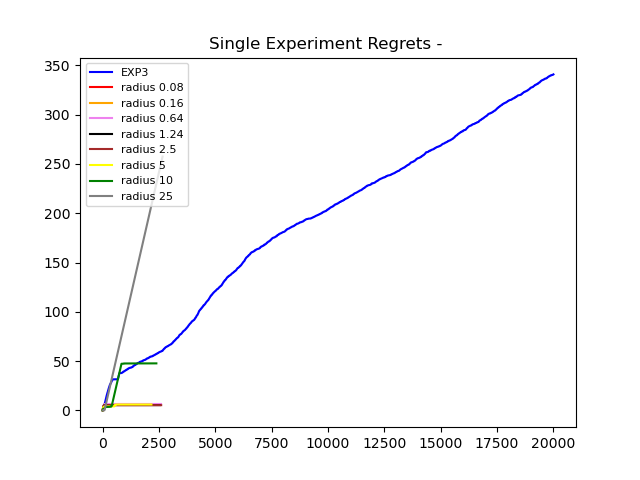 Single Experiment Regrets -
350
300
250
200
150
100
50
0
EXP3
radius 0.08
radius 0.16
radius 0.64
radius 1.24
radius 2.5
radius 5
radius 10
radius 25
0 2500 5000 7500 10000 12500 15000 17500 20000